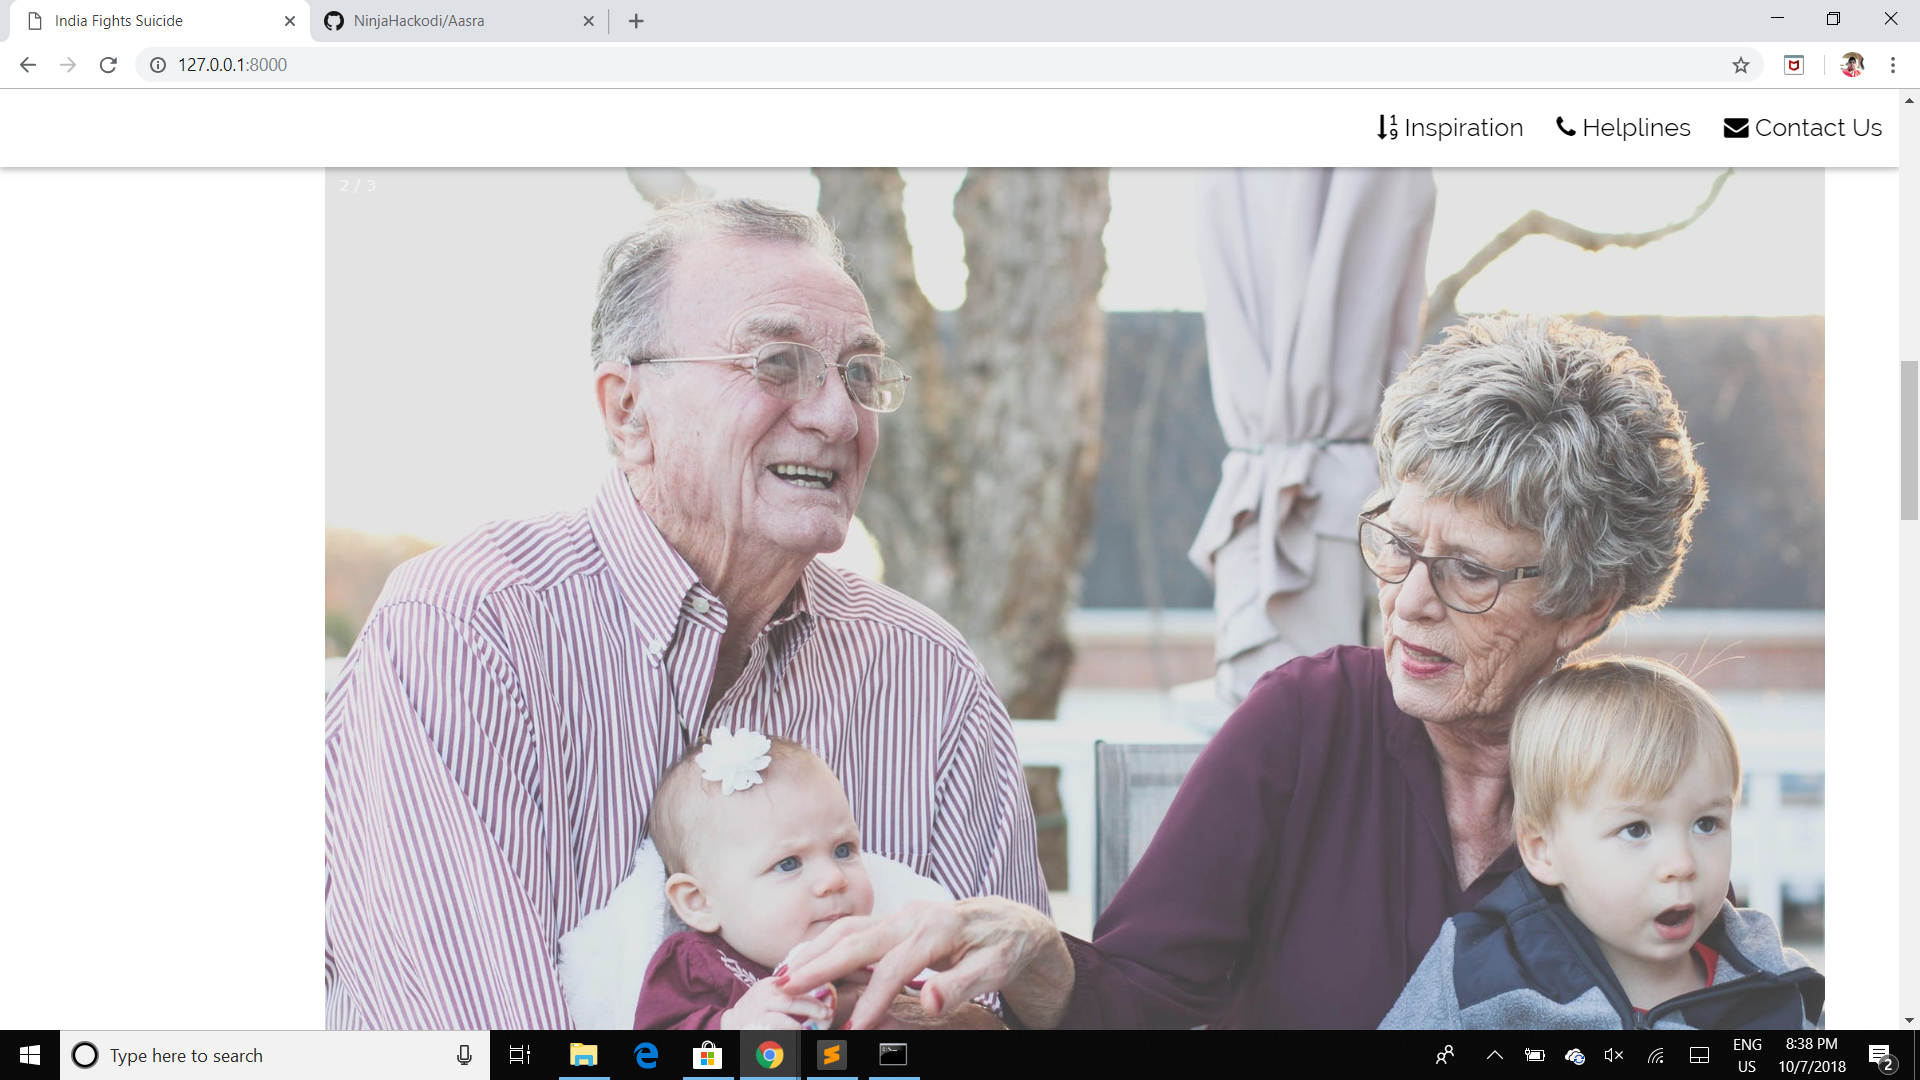 India Fights Suicide
NinjaHackodi/Aasra
127.0.0.1:8000
Inspiration
Helplines
Contact Us
2 / 3
Type here to search
ENG
US
8:38 PM
10/7/2018
2